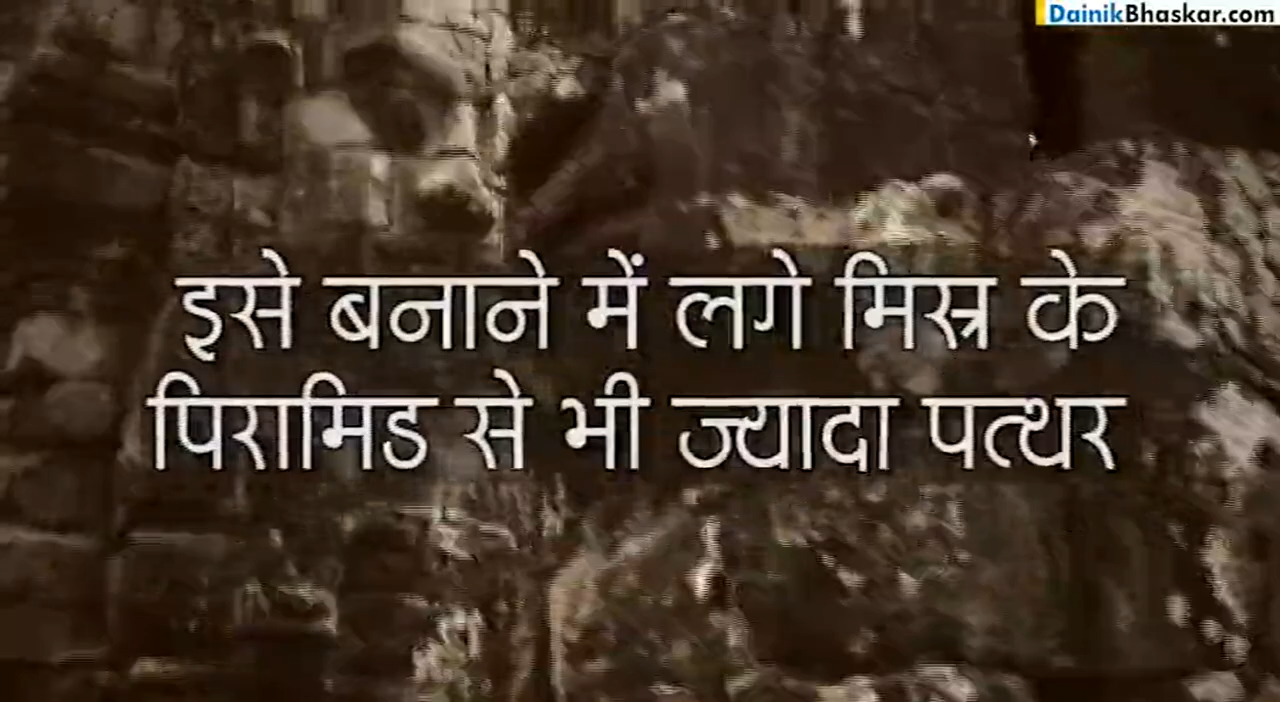 DainikBhaskar.com
इसे बनाने में लगे मिस्र के
पिरामिड से भी ज्यादा पत्थर